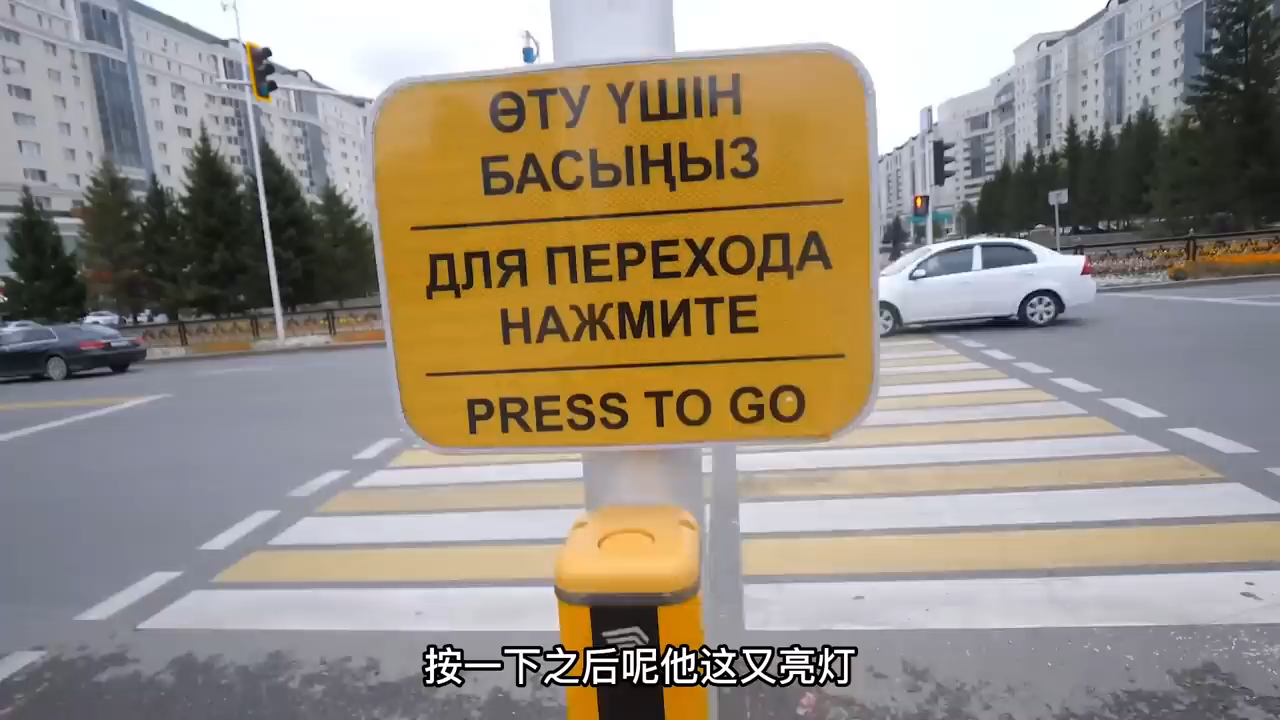 ӨТУ ҮШІН
БАСЫҢЫЗ
ДЛЯ ПЕРЕХОДА
НАЖМИТЕ
PRESS TO GO
按一下之后呢他这又亮灯